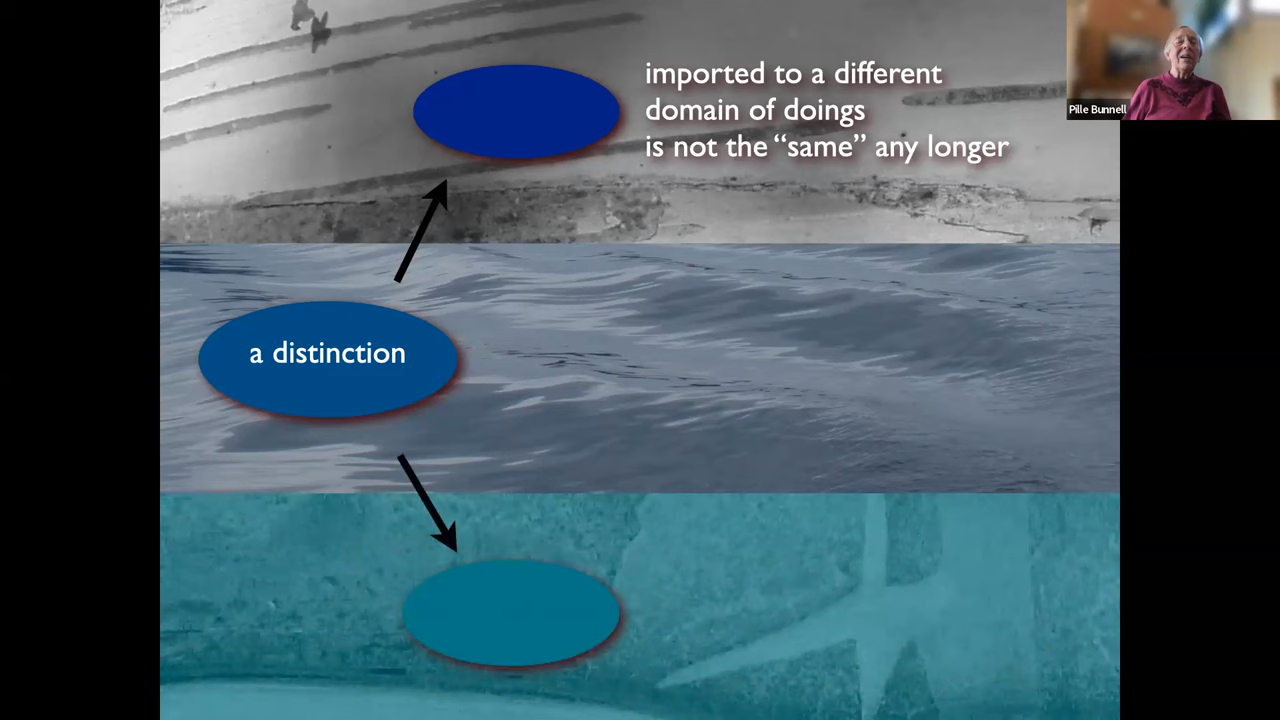 imported to a different
domain of doings
is not the “same” any longer
Pille Bunnell
a distinction